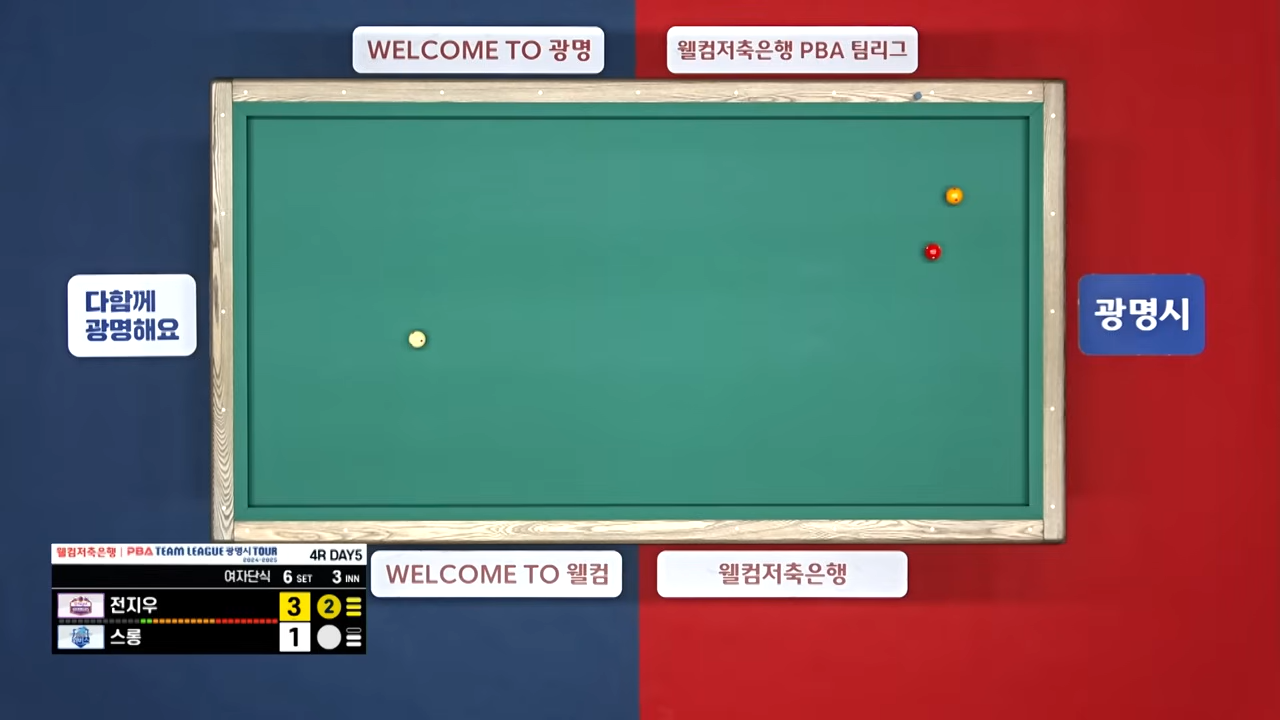 WELCOME TO 광명
웰컴저축은행 PBA 팀리그
다함께
광명해요
광명시
WELCOME TO 웰컴
웰컴저축은행
웰컴저축은행 | PBA TEAM LEAGUE 광명시 TOUR
2024-2025
4R DAY5
여자단식 6 SET 3 INN
전지우 3 2
스롱 1